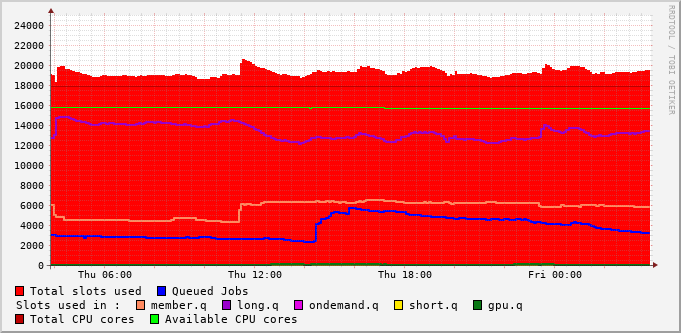 24000
22000
20000
18000
16000
14000
12000
10000
8000
6000
4000
2000
0
Thu 06:00 Thu 12:00 Thu 18:00 Fri 00:00
RRDTOOL / TOBI OETIKER
Total slots used Queued Jobs
Slots used in : member.q long.q ondemand.q short.q gpu.q
Total CPU cores Available CPU cores